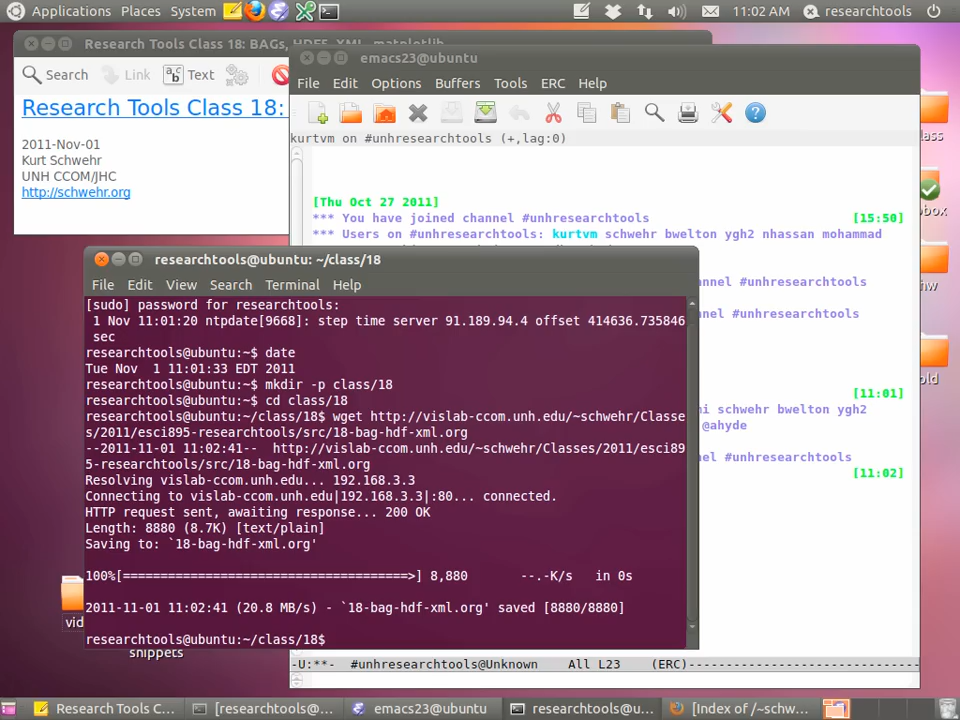 Applications Places System 11:02 AM researchtools
Research Tools Class 18: BAGs, HDF5, XML, matplotlib
Search Link Text
Research Tools Class 18:
2011-Nov-01
Kurt Schwehr
UNH CCOM/JHC
http://schwehr.org
emacs23@ubuntu
File Edit Options Buffers Tools ERC Help
kurtvm on #unhresearchtools (+,lag:0)
[Thu Oct 27 2011]
*** You have joined channel #unhresearchtools [15:50]
*** Users on #unhresearchtools: kurtvm schwehr bwelton ygh2 nhassan mohammad
annel #unhresearchtools
nnel #unhresearchtools
[11:01]
mi schwehr bwelton ygh2
@ahyde
nel #unhresearchtools
[11:02]
researchtools@ubuntu: ~/class/18
File Edit View Search Terminal Help
[sudo] password for researchtools:
1 Nov 11:01:20 ntpdate[9668]: step time server 91.189.94.4 offset 414636.735846
sec
researchtools@ubuntu:~$ date
Tue Nov  1 11:01:33 EDT 2011
researchtools@ubuntu:~$ mkdir -p class/18
researchtools@ubuntu:~$ cd class/18
researchtools@ubuntu:~/class/18$ wget http://vislab-ccom.unh.edu/~schwehr/Classe
s/2011/esci895-researchtools/src/18-bag-hdf-xml.org
--2011-11-01 11:02:41--  http://vislab-ccom.unh.edu/~schwehr/Classes/2011/esci89
5-researchtools/src/18-bag-hdf-xml.org
Resolving vislab-ccom.unh.edu... 192.168.3.3
Connecting to vislab-ccom.unh.edu|192.168.3.3|:80... connected.
HTTP request sent, awaiting response... 200 OK
Length: 8880 (8.7K) [text/plain]
Saving to: `18-bag-hdf-xml.org'
100%[======================================>] 8,880       --.-K/s   in 0s
2011-11-01 11:02:41 (20.8 MB/s) - `18-bag-hdf-xml.org' saved [8880/8880]
researchtools@ubuntu:~/class/18$
-U:**-  #unhresearchtools@Unknown    All L23    (ERC)--------------------
lass
box
hw
old
vid
snippets
Research Tools C... [researchtools@... emacs23@ubuntu researchtools@u... [Index of /~schw...